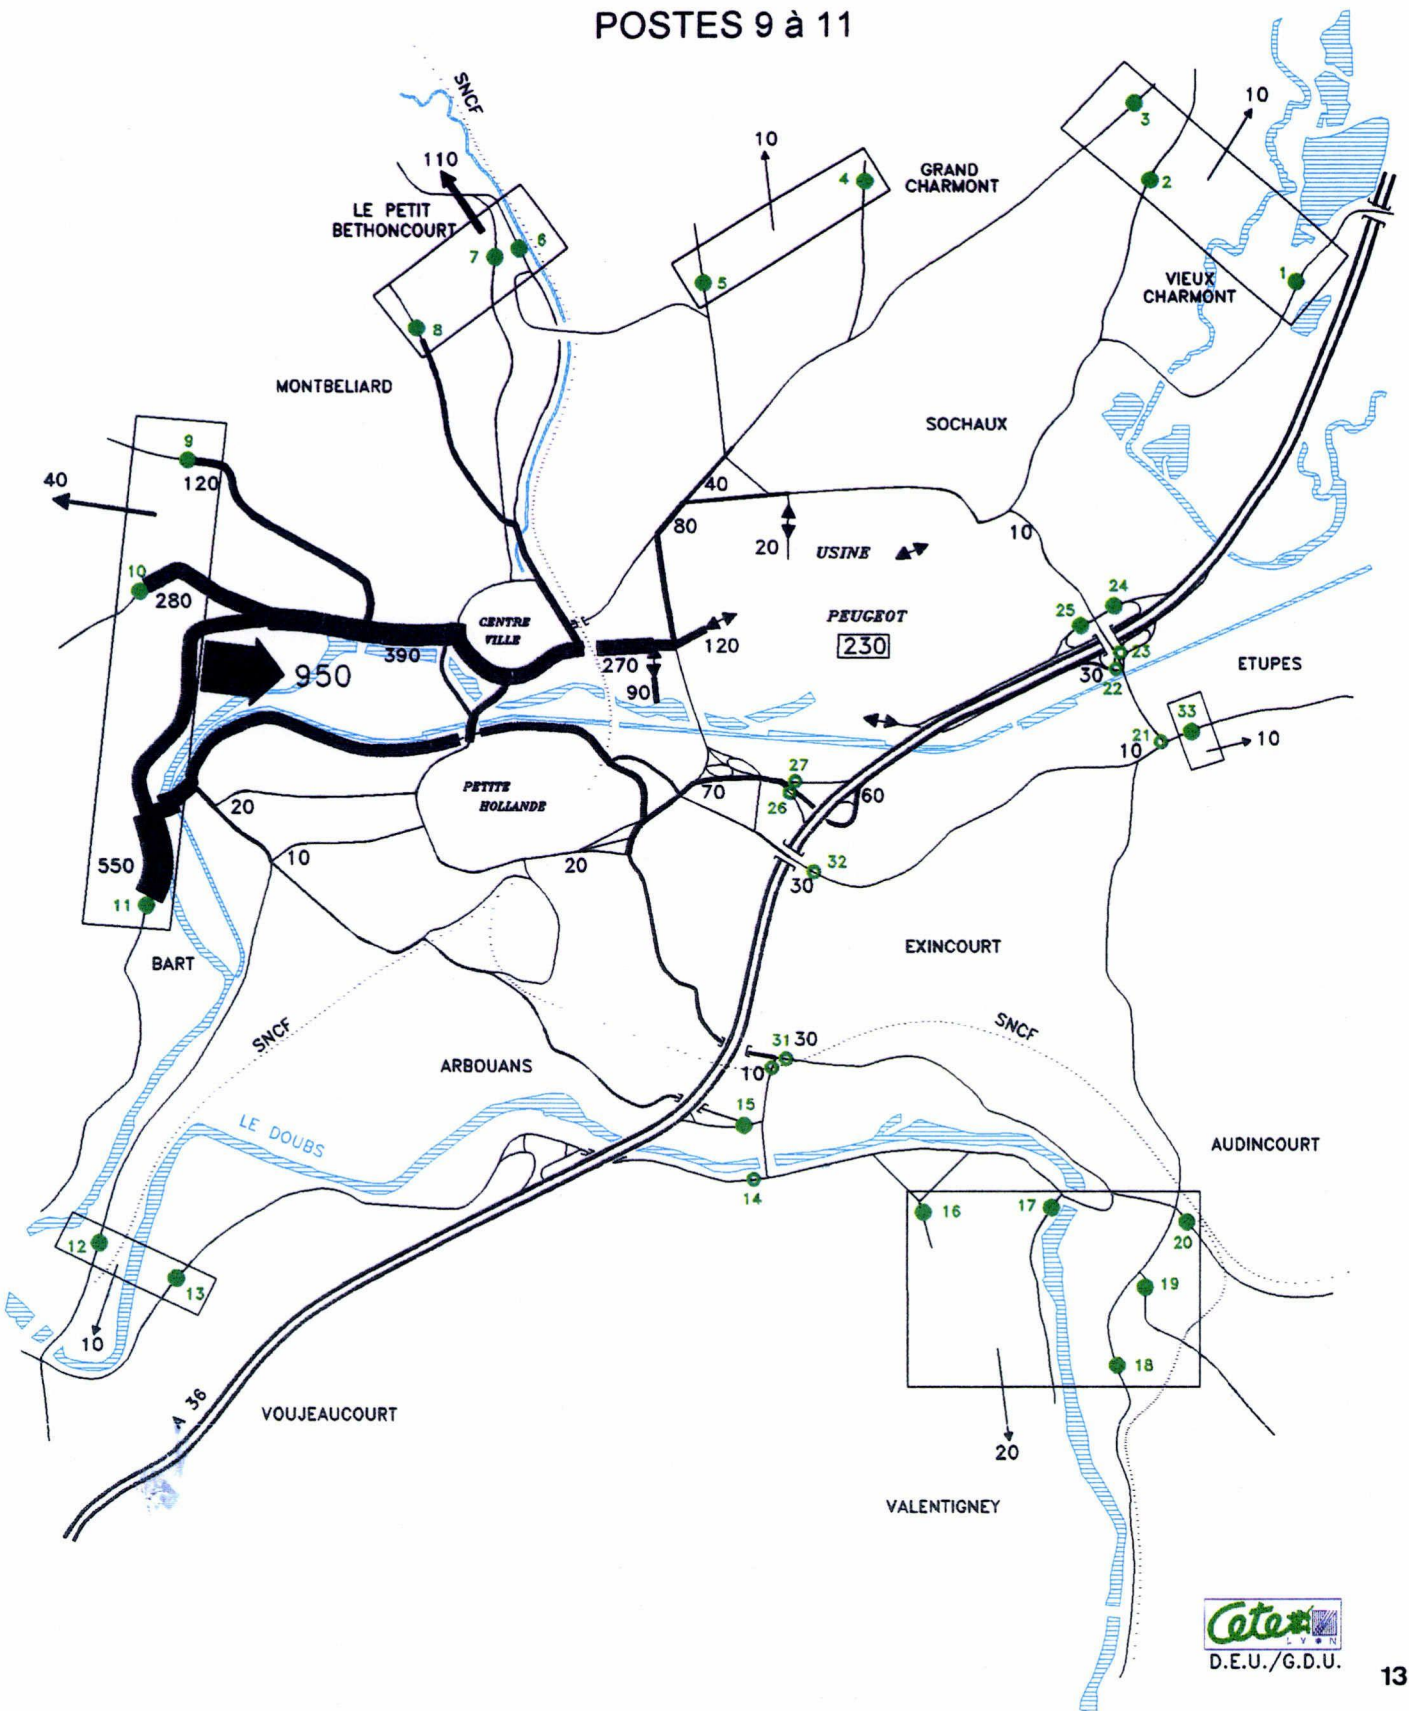 POSTES 9 à 11
SNCF
10
3
10
110
GRAND
CHARMONT
4
2
LE PETIT
BETHONCOURT
6
7
5
1
VIEUX
CHARMONT
8
MONTBELIARD
SOCHAUX
9
40
120
40
80
10
20
USINE
10
280
24
25
CENTRE
VILLE
PEUGEOT
120
230
390
270
23
ETUPES
950
30
22
90
33
21
10
10
27
PETITE
HOLLANDE
70
26
60
20
10
20
32
30
550
11
BART
EXINCOURT
SNCF
SNCF
31
30
ARBOUANS
10
15
LE DOUBS
AUDINCOURT
14
16
17
20
12
13
19
10
18
A 36
VOUJEAUCOURT
20
VALENTIGNEY
Cete
LYON
D.E.U./G.D.U.
13